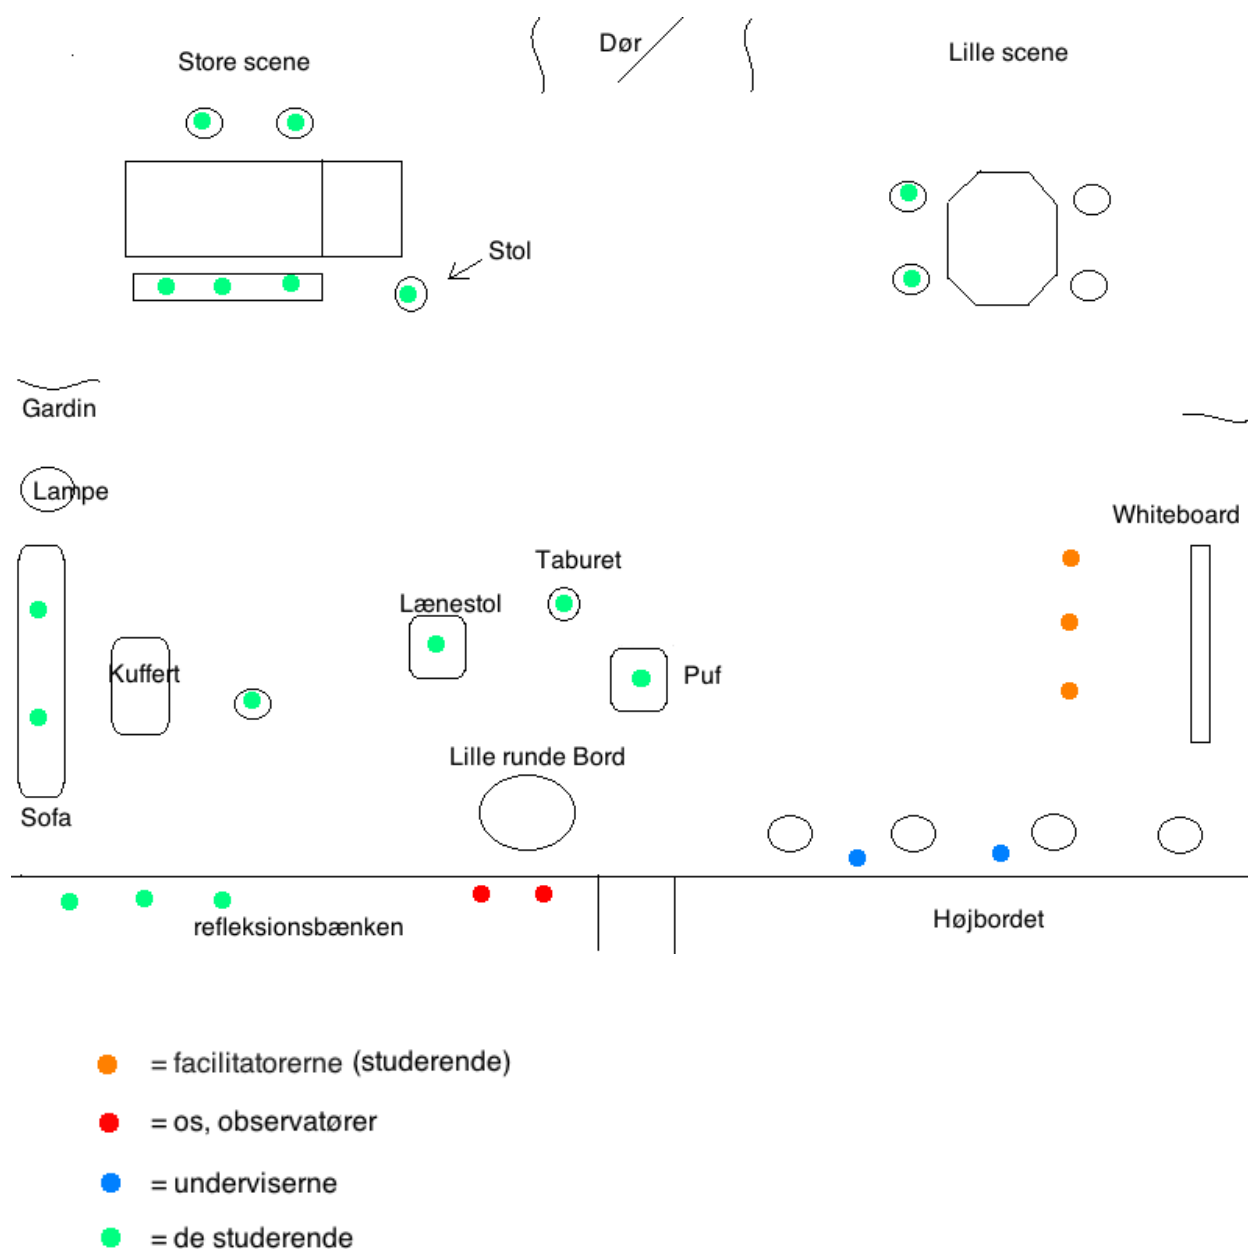 Dør
Store scene
Lille scene
Stol
Gardin
Lampe
Whiteboard
Taburet
Lænestol
Kuffert
Puf
Lille runde Bord
Sofa
refleksionsbænken
Højbordet
= facilitatorerne (studerende)
= os, observatører
= underviserne
= de studerende